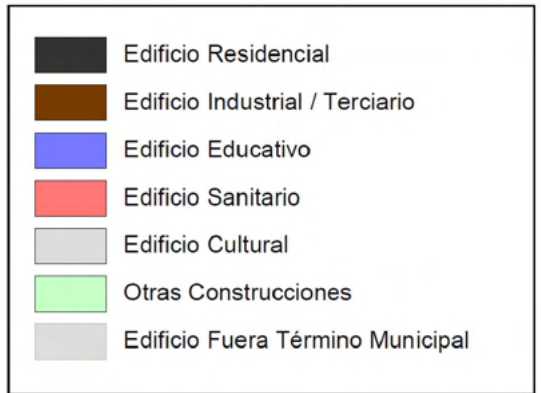 Edificio Residencial
Edificio Industrial / Terciario
Edificio Educativo
Edificio Sanitario
Edificio Cultural
Otras Construcciones
Edificio Fuera Término Municipal